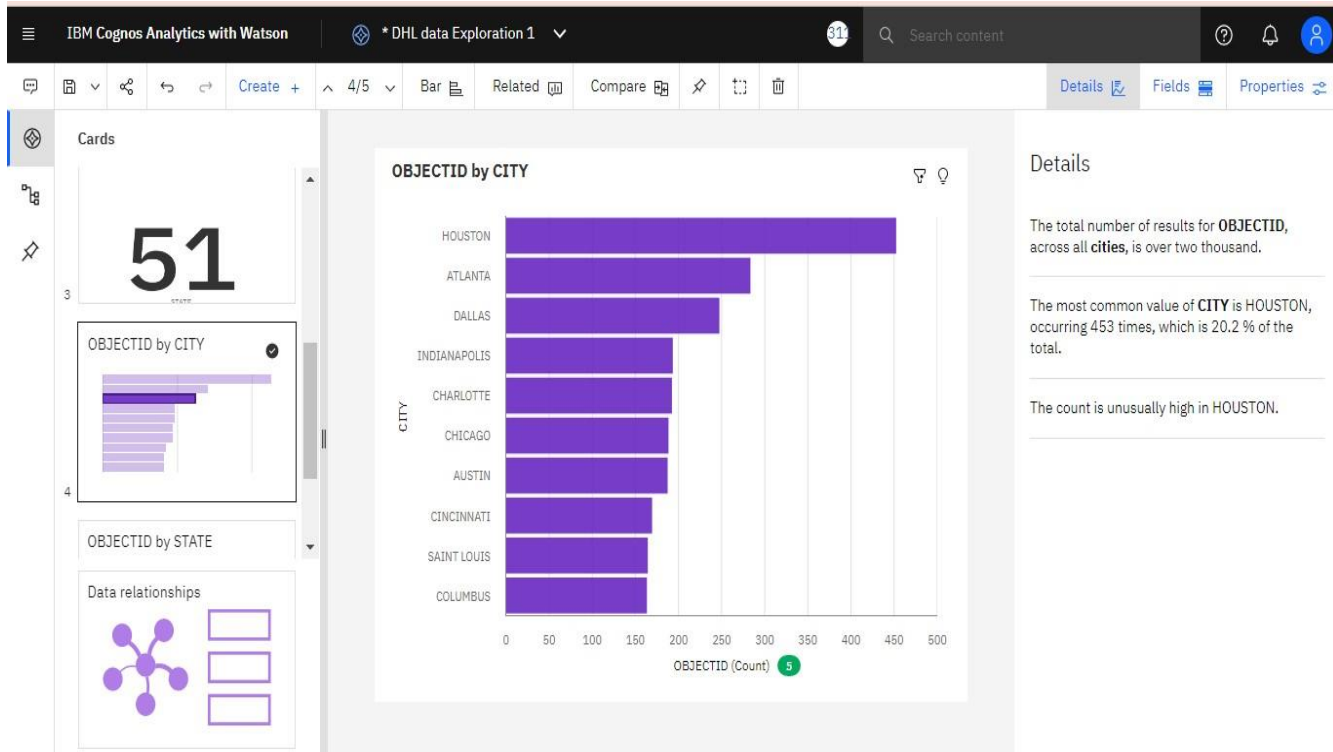 IBM Cognos Analytics with Watson
* DHL data Exploration 1
311
Search content
Create +
4/5
Bar
Related
Compare
Details
Fields
Properties
Cards
51
STATE
3
OBJECTID by CITY
4
OBJECTID by STATE
Data relationships
OBJECTID by CITY
CITY
HOUSTON
ATLANTA
DALLAS
INDIANAPOLIS
CHARLOTTE
CHICAGO
AUSTIN
CINCINNATI
SAINT LOUIS
COLUMBUS
0 50 100 150 200 250 300 350 400 450 500
OBJECTID (Count) 5
Details
The total number of results for OBJECTID,
across all cities, is over two thousand.
The most common value of CITY is HOUSTON,
occurring 453 times, which is 20.2 % of the
total.
The count is unusually high in HOUSTON.